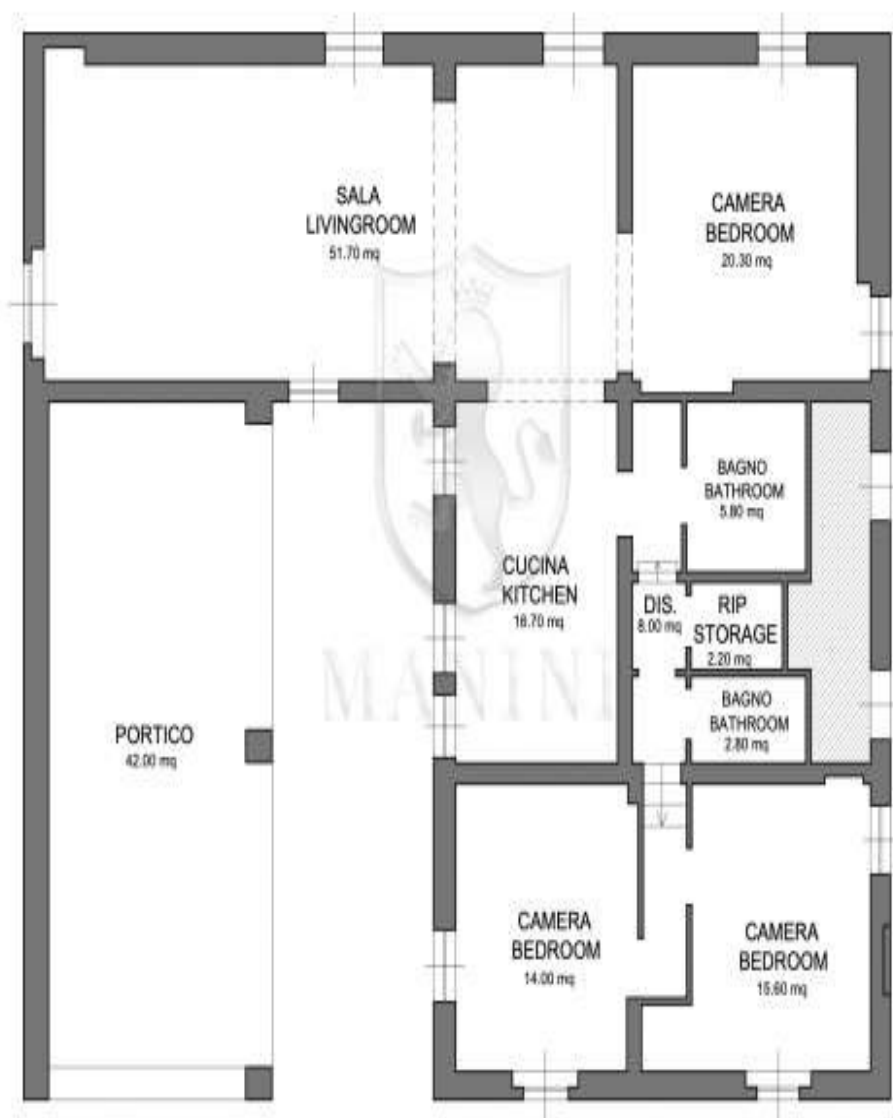 SALA
LIVINGROOM
51.70 mq
CAMERA
BEDROOM
20.30 mq
BAGNO
BATHROOM
5.80 mq
CUCINA
KITCHEN
16.70 mq
DIS.
8.00 mq
RIP
STORAGE
2.20 mq
MANINI
BAGNO
BATHROOM
2.80 mq
PORTICO
42.00 mq
CAMERA
BEDROOM
14.00 mq
CAMERA
BEDROOM
15.60 mq